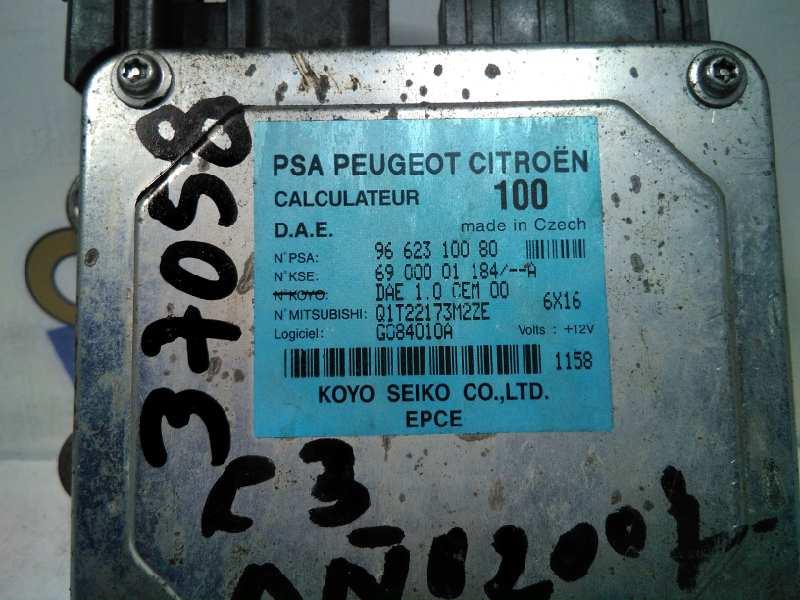 PSA PEUGEOT CITROËN
CALCULATEUR 100
D.A.E. made in Czech
N°PSA: 96 623 100 80
N°KSE: 69 000 01 184/--A
N°KOYO: DAE 1.0 CEM 00 6X16
N°MITSUBISHI: Q1T22173M2ZE
Logiciel: G084010A Volts : +12V
1158
KOYO SEIKO CO.,LTD.
EPCE
37058
C3
AÑO